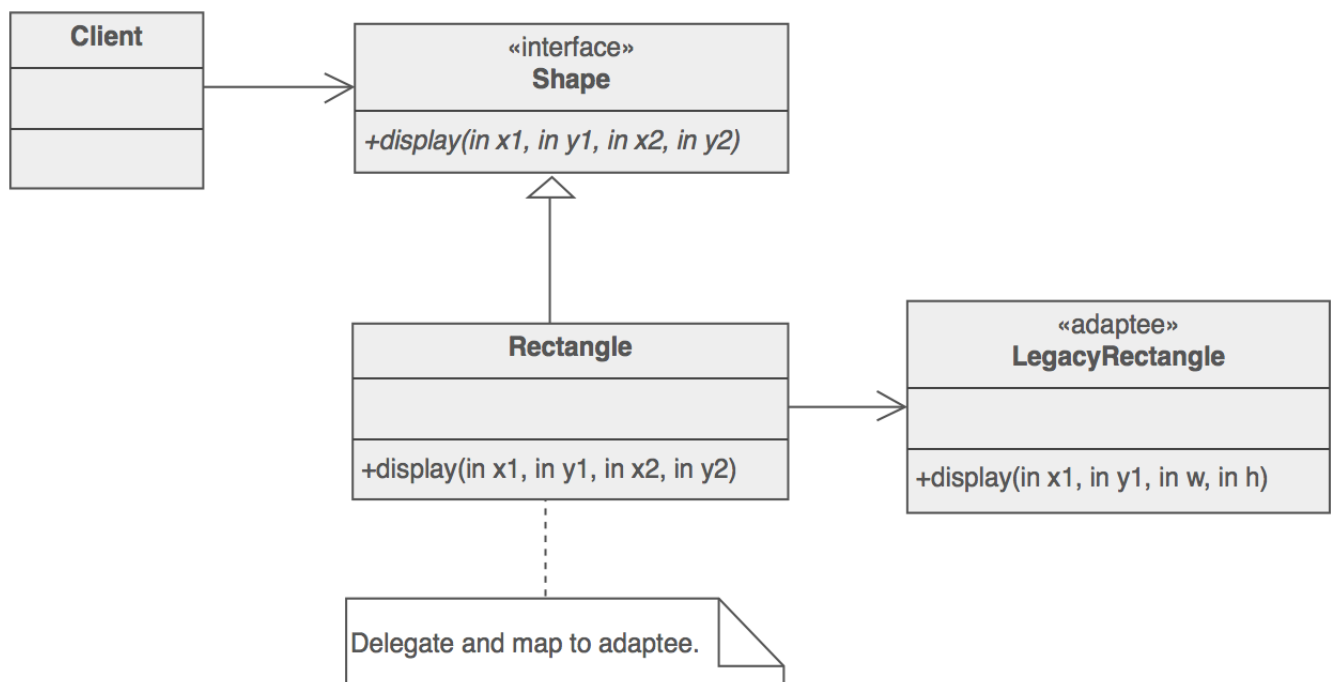 Client
«interface»
Shape
+display(in x1, in y1, in x2, in y2)
Rectangle
+display(in x1, in y1, in x2, in y2)
«adaptee»
LegacyRectangle
+display(in x1, in y1, in w, in h)
Delegate and map to adaptee.